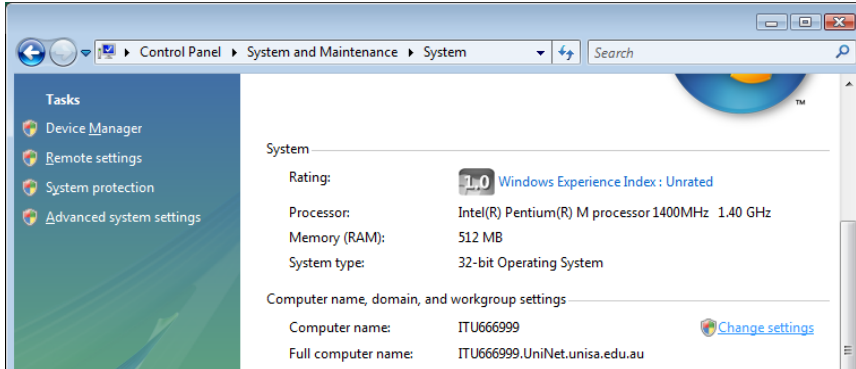 Control Panel System and Maintenance System Search
Tasks
Device Manager
Remote settings
System protection
Advanced system settings
TM
System
Rating: 1.0 Windows Experience Index : Unrated
Processor: Intel(R) Pentium(R) M processor 1400MHz 1.40 GHz
Memory (RAM): 512 MB
System type: 32-bit Operating System
Computer name, domain, and workgroup settings
Computer name: ITU666999 Change settings
Full computer name: ITU666999.UniNet.unisa.edu.au